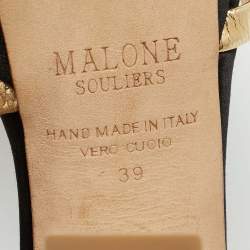 MALONE
SOULIERS
HAND MADE IN ITALY
VERO CUOIO
39